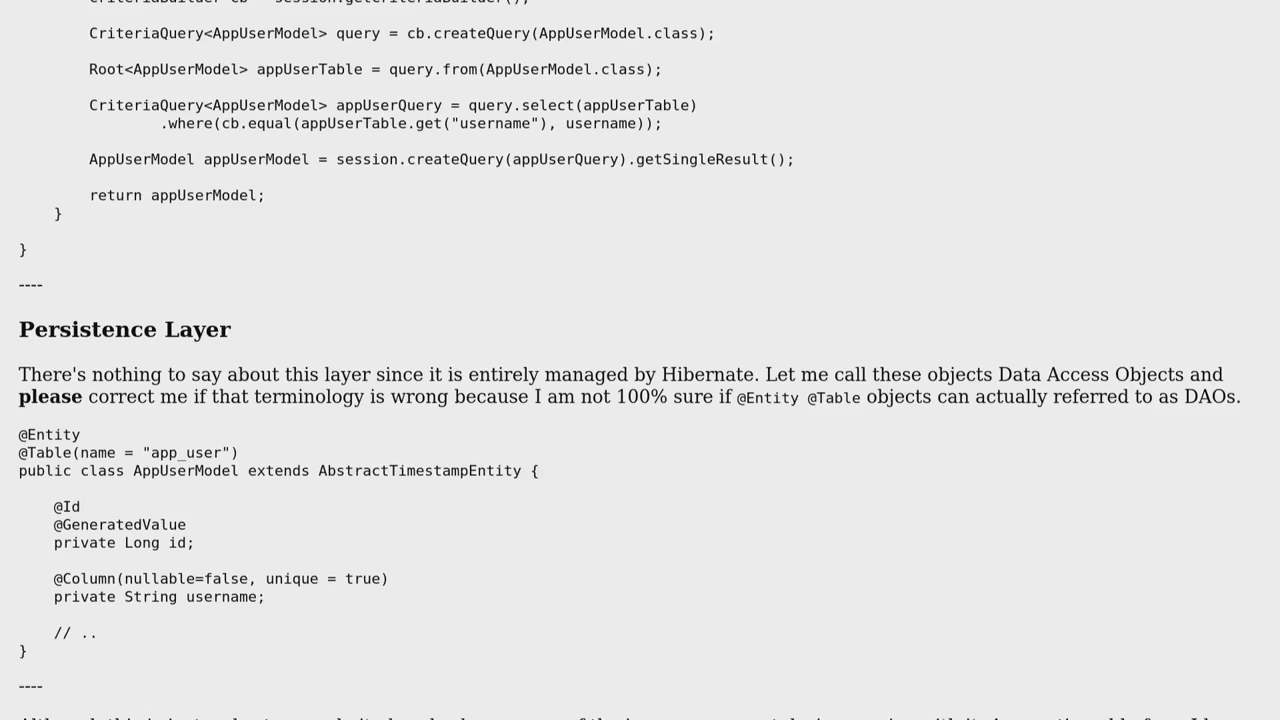 CriteriaBuilder cb = session.getCriteriaBuilder();
CriteriaQuery<AppUserModel> query = cb.createQuery(AppUserModel.class);
Root<AppUserModel> appUserTable = query.from(AppUserModel.class);
CriteriaQuery<AppUserModel> appUserQuery = query.select(appUserTable)
.where(cb.equal(appUserTable.get("username"), username));
AppUserModel appUserModel = session.createQuery(appUserQuery).getSingleResult();
return appUserModel;
}
}
----
Persistence Layer
There's nothing to say about this layer since it is entirely managed by Hibernate. Let me call these objects Data Access Objects and
please correct me if that terminology is wrong because I am not 100% sure if @Entity @Table objects can actually referred to as DAOs.
@Entity
@Table(name = "app_user")
public class AppUserModel extends AbstractTimestampEntity {
@Id
@GeneratedValue
private Long id;
@Column(nullable=false, unique = true)
private String username;
// ..
}
----